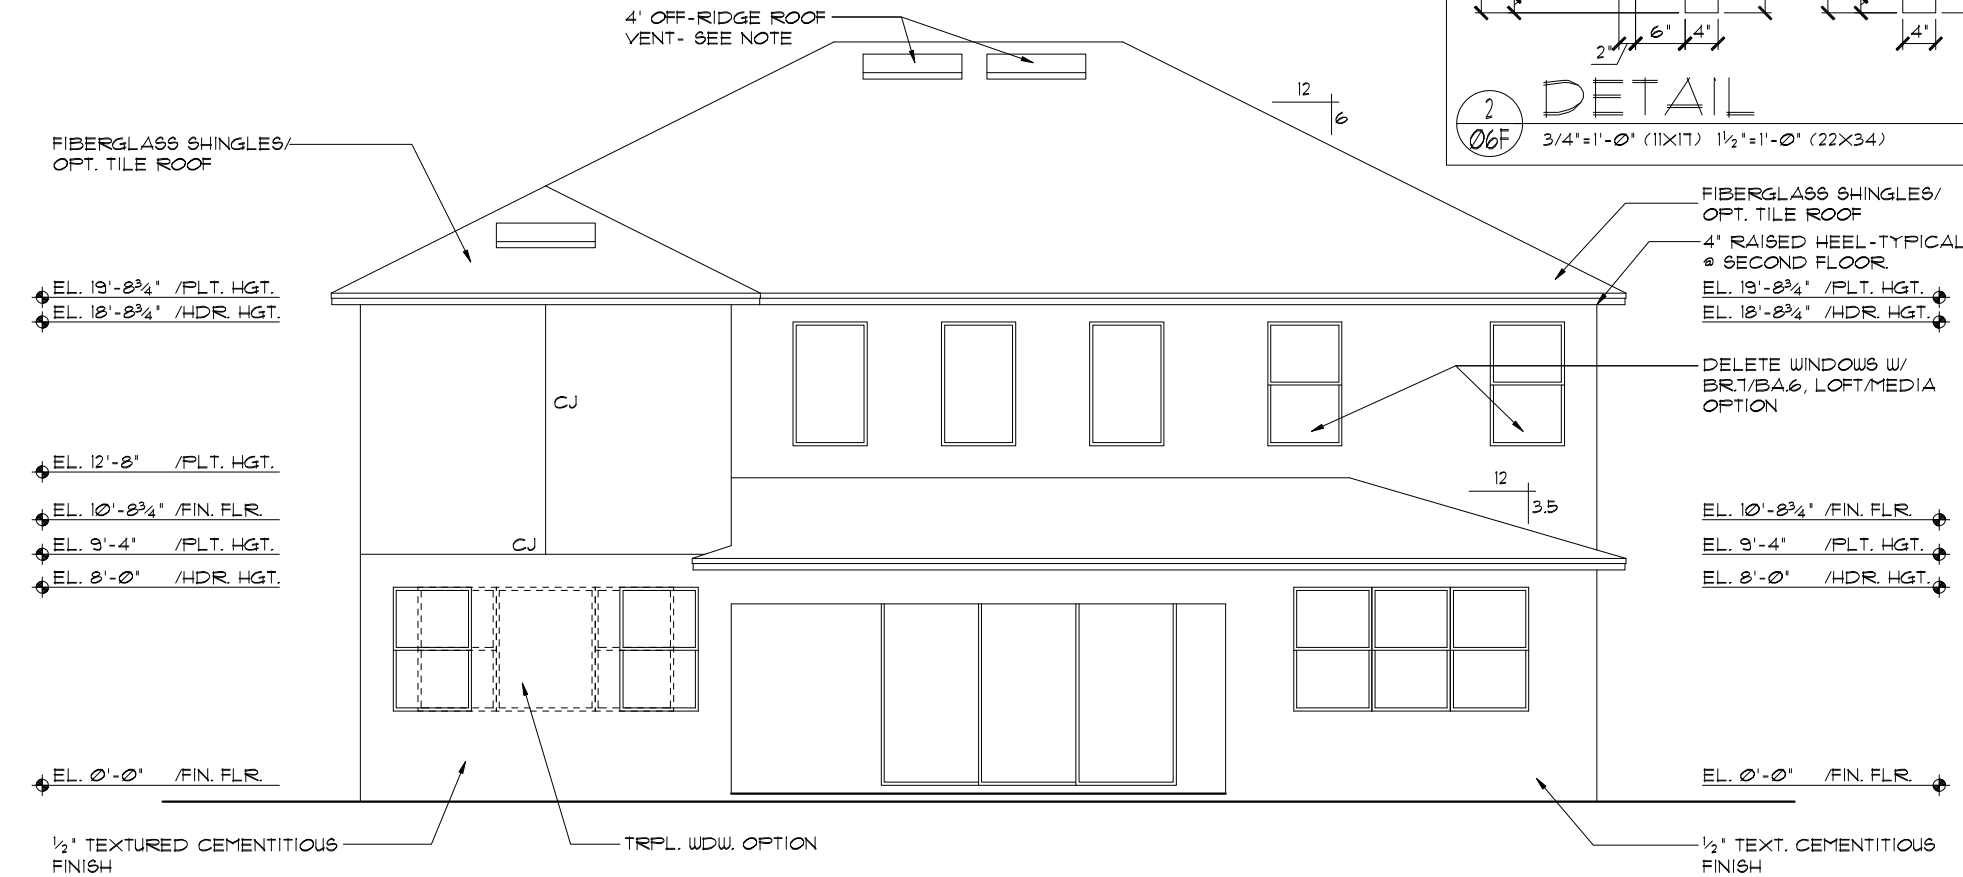 4' OFF-RIDGE ROOF
VENT- SEE NOTE
6" 4"
2"
4"
DETAIL
2
06F
3/4"=1'-0" (11X17) 1½"=1'-0" (22X34)
12
6
FIBERGLASS SHINGLES/
OPT. TILE ROOF
FIBERGLASS SHINGLES/
OPT. TILE ROOF
4" RAISED HEEL-TYPICAL
@ SECOND FLOOR.
EL. 19'-8¾" /PLT. HGT.
EL. 18'-8¾" /HDR. HGT.
EL. 19'-8¾" /PLT. HGT.
EL. 18'-8¾" /HDR. HGT.
DELETE WINDOWS W/
BR.7/BA.6, LOFT/MEDIA
OPTION
CJ
CJ
12
3.5
EL. 12'-8" /PLT. HGT.
EL. 10'-8¾" /FIN. FLR.
EL. 9'-4" /PLT. HGT.
EL. 8'-0" /HDR. HGT.
EL. 10'-8¾" /FIN. FLR.
EL. 9'-4" /PLT. HGT.
EL. 8'-0" /HDR. HGT.
EL. 0'-0" /FIN. FLR.
EL. 0'-0" /FIN. FLR.
½" TEXTURED CEMENTITIOUS
FINISH
TRPL. WDW. OPTION
½" TEXT. CEMENTITIOUS
FINISH